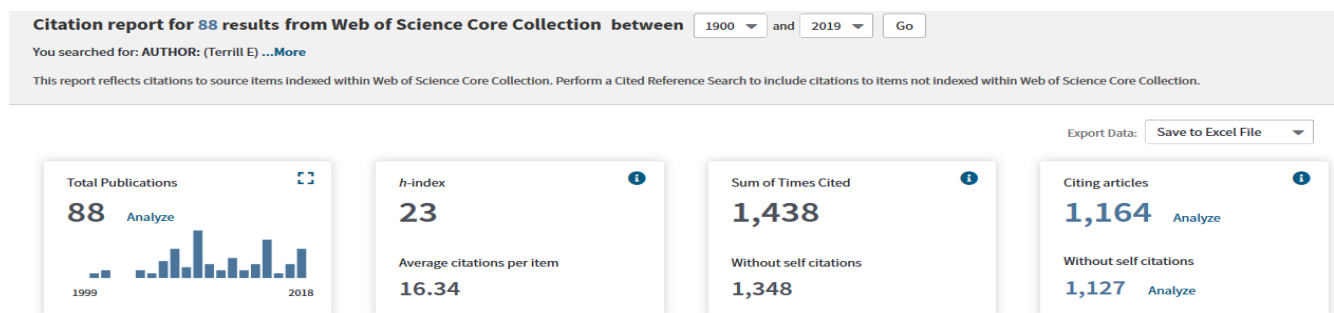 Citation report for 88 results from Web of Science Core Collection between 1900 and 2019 Go
You searched for: AUTHOR: (Terrill E) ...More
This report reflects citations to source items indexed within Web of Science Core Collection. Perform a Cited Reference Search to include citations to items not indexed within Web of Science Core Collection.
Export Data: Save to Excel File
Total Publications
88 Analyze
1999 2018
h-index
23
Average citations per item
16.34
Sum of Times Cited
1,438
Without self citations
1,348
Citing articles
1,164 Analyze
Without self citations
1,127 Analyze